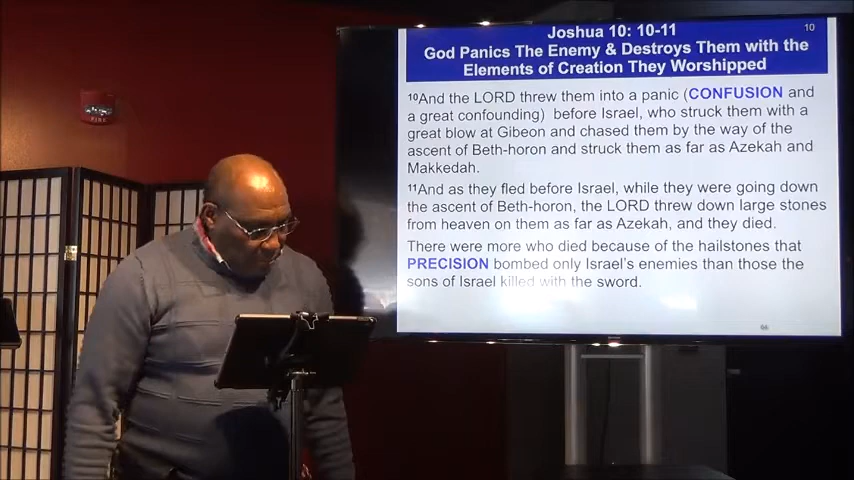 Joshua 10: 10-11
10
God Panics The Enemy & Destroys Them with the
Elements of Creation They Worshipped
10And the LORD threw them into a panic (CONFUSION and
a great confounding) before Israel, who struck them with a
great blow at Gibeon and chased them by the way of the
ascent of Beth-horon and struck them as far as Azekah and
Makkedah.
11And as they fled before Israel, while they were going down
the ascent of Beth-horon, the LORD threw down large stones
from heaven on them as far as Azekah, and they died.
There were more who died because of the hailstones that
PRECISION bombed only Israel's enemies than those the
sons of Israel killed with the sword.
FIRE